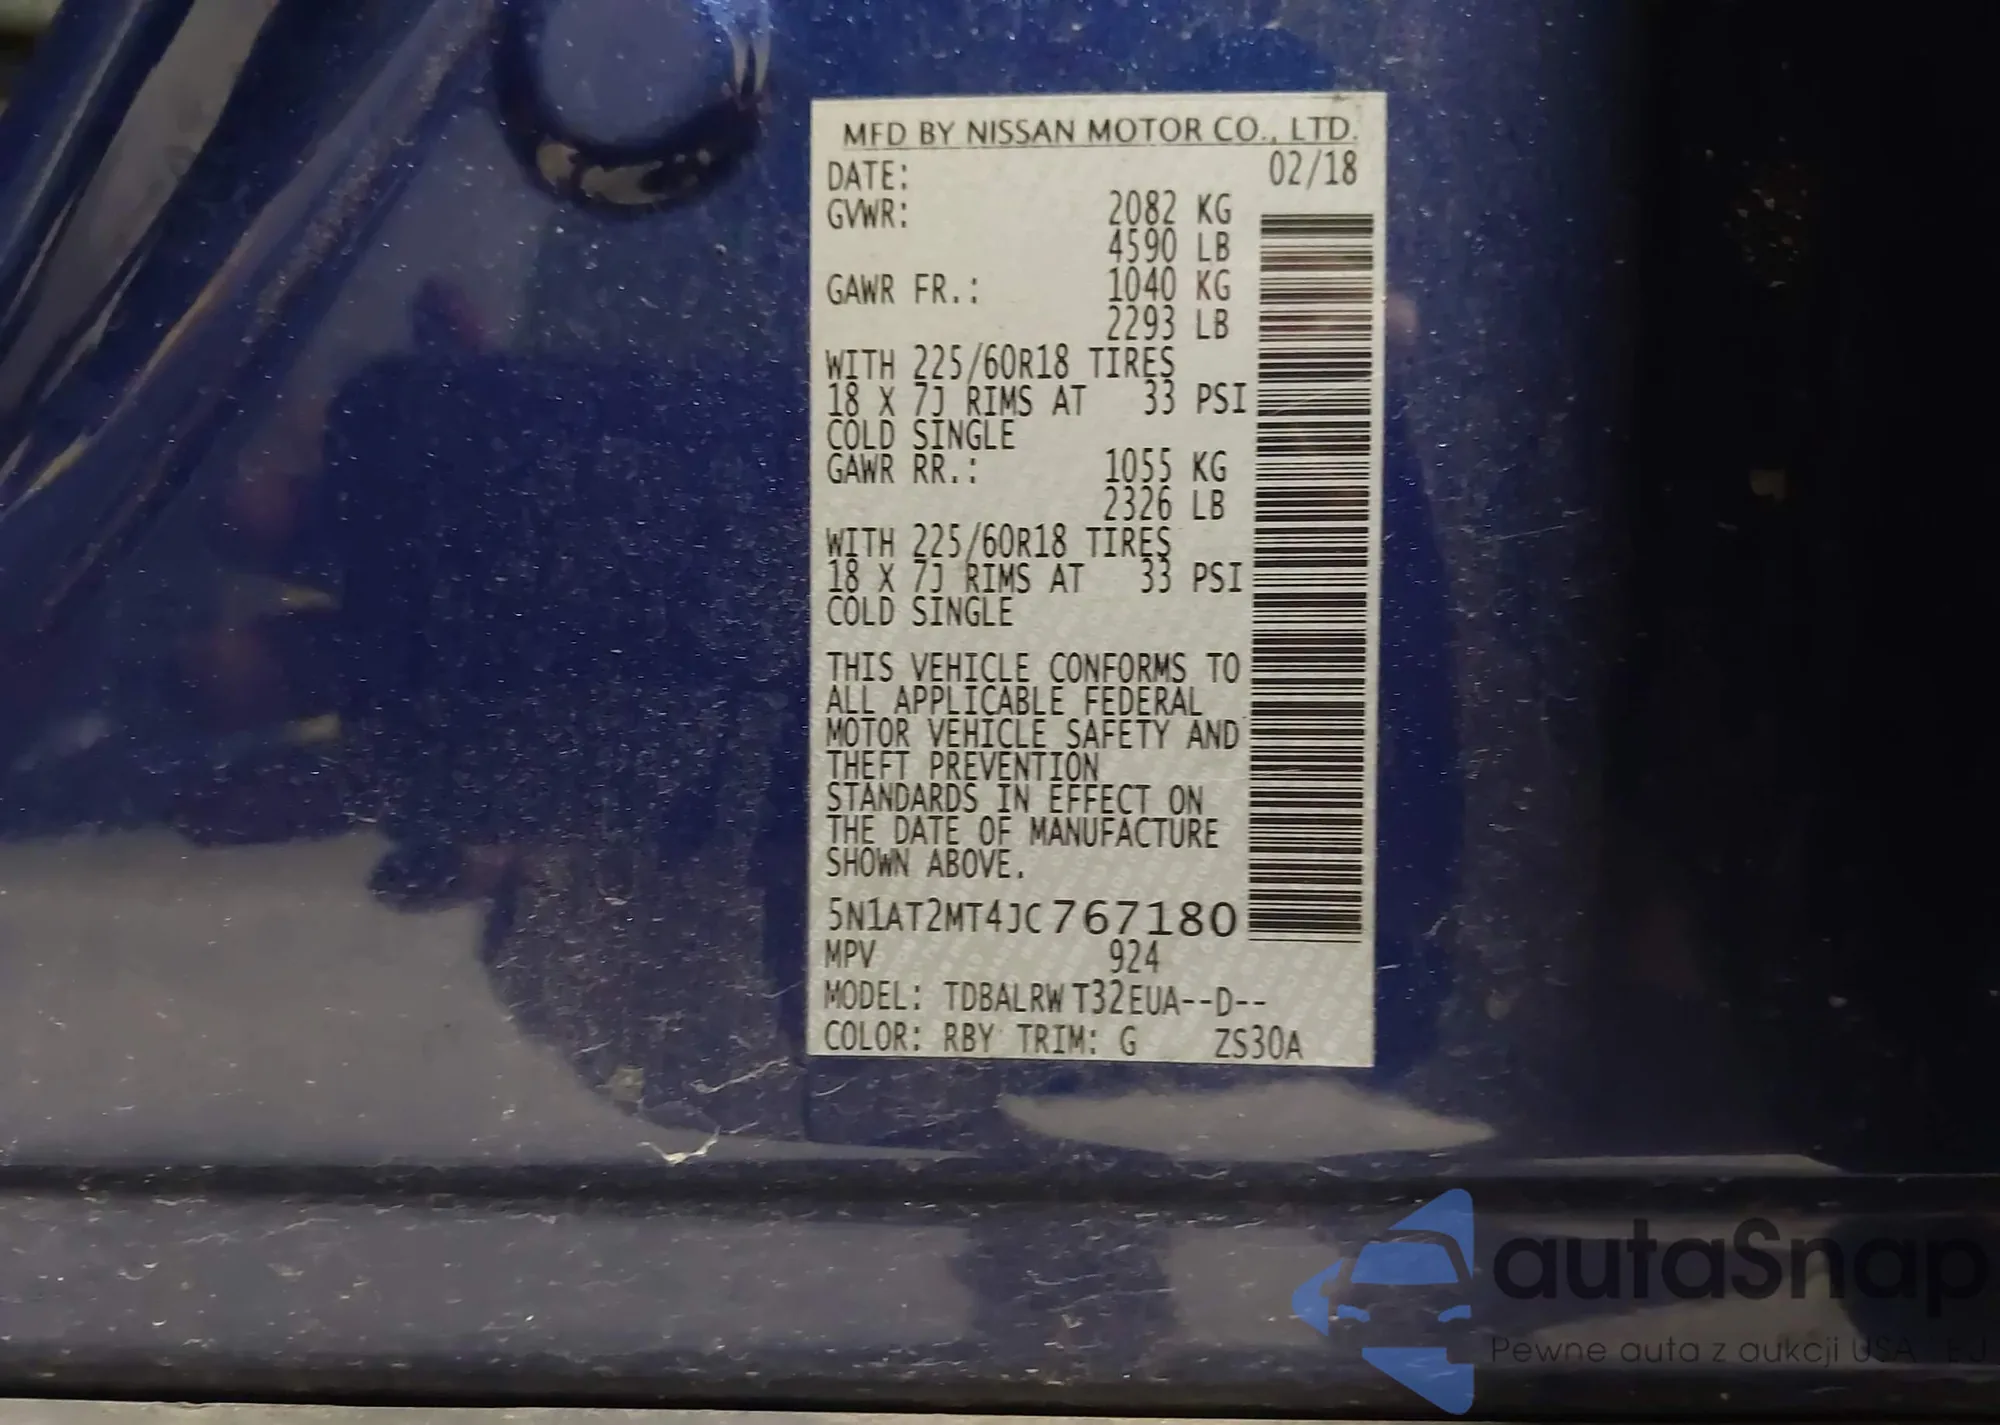 MFD BY NISSAN MOTOR CO., LTD.
DATE: 02/18
GVWR: 2082 KG
4590 LB
GAWR FR.: 1040 KG
2293 LB
WITH 225/60R18 TIRES
18 X 7J RIMS AT 33 PSI
COLD SINGLE
GAWR RR.: 1055 KG
2326 LB
WITH 225/60R18 TIRES
18 X 7J RIMS AT 33 PSI
COLD SINGLE
THIS VEHICLE CONFORMS TO
ALL APPLICABLE FEDERAL
MOTOR VEHICLE SAFETY AND
THEFT PREVENTION
STANDARDS IN EFFECT ON
THE DATE OF MANUFACTURE
SHOWN ABOVE.
5N1AT2MT4JC767180
MPV 924
MODEL: TDBALRW T32EUA--D--
COLOR: RBY TRIM: G ZS30A
autaSnap
Pewne auta z aukcji USA